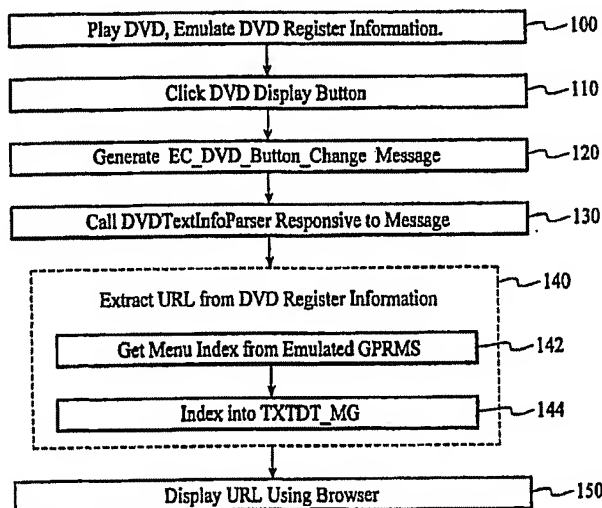 Play DVD, Emulate DVD Register Information.
100
Click DVD Display Button
110
Generate EC_DVD_Button_Change Message
120
Call DVDTextInfoParser Responsive to Message
130
140
Extract URL from DVD Register Information
Get Menu Index from Emulated GPRMS
142
Index into TXTDT_MG
144
Display URL Using Browser
150